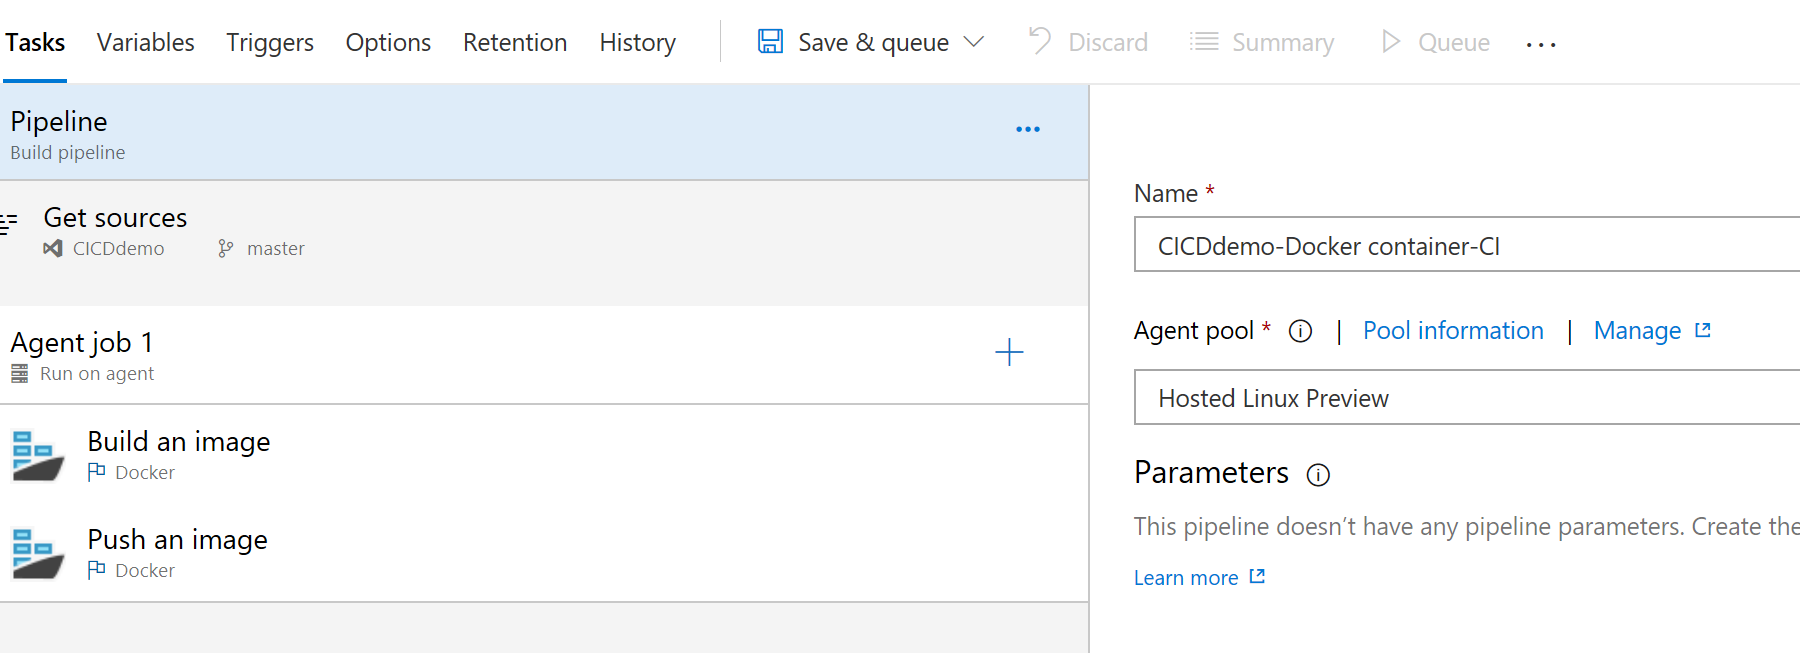 Tasks Variables Triggers Options Retention History Save & queue Discard Summary Queue ...
Pipeline
Build pipeline
Get sources
CICDdemo master
Agent job 1
Run on agent
Build an image
Docker
Push an image
Docker
Name *
CICDdemo-Docker container-CI
Agent pool * | Pool information | Manage
Hosted Linux Preview
Parameters
This pipeline doesn't have any pipeline parameters. Create the
Learn more